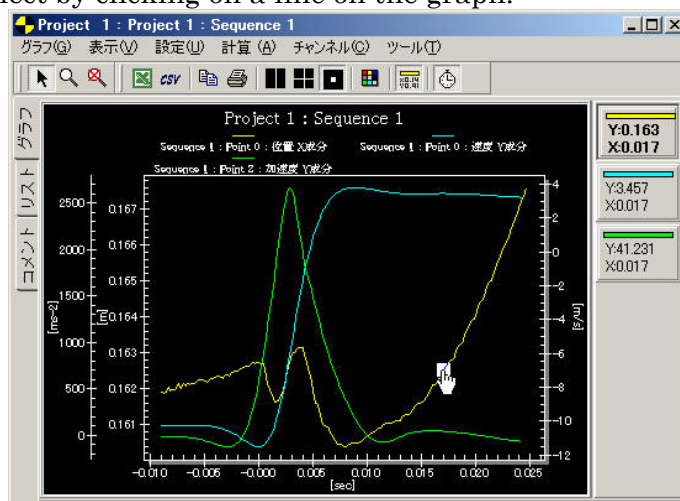 ect by clicking on a line on the graph.
Project 1 : Project 1 : Sequence 1
グラフ(G) 表示(V) 設定(U) 計算 (A) チャンネル(C) ツール(T)
CSV
グラフ
リスト
コメント
Project 1 : Sequence 1
Sequence 1 : Point 0 : 位置 X成分 Sequence 1 : Point 0 : 速度 Y成分
Sequence 1 : Point 2 : 加速度 Y成分
2500
2000
1500
1000
500
0
[ms-2]
0.167
0.166
0.165
0.164
0.163
0.162
0.161
[m]
4
2
0
-2
-4
-6
-8
-10
-12
[m/s]
-0.010 -0.005 -0.000 0.005 0.010 0.015 0.020 0.025
[sec]
Y:0.163
X:0.017
Y:3.457
X:0.017
Y:41.231
X:0.017